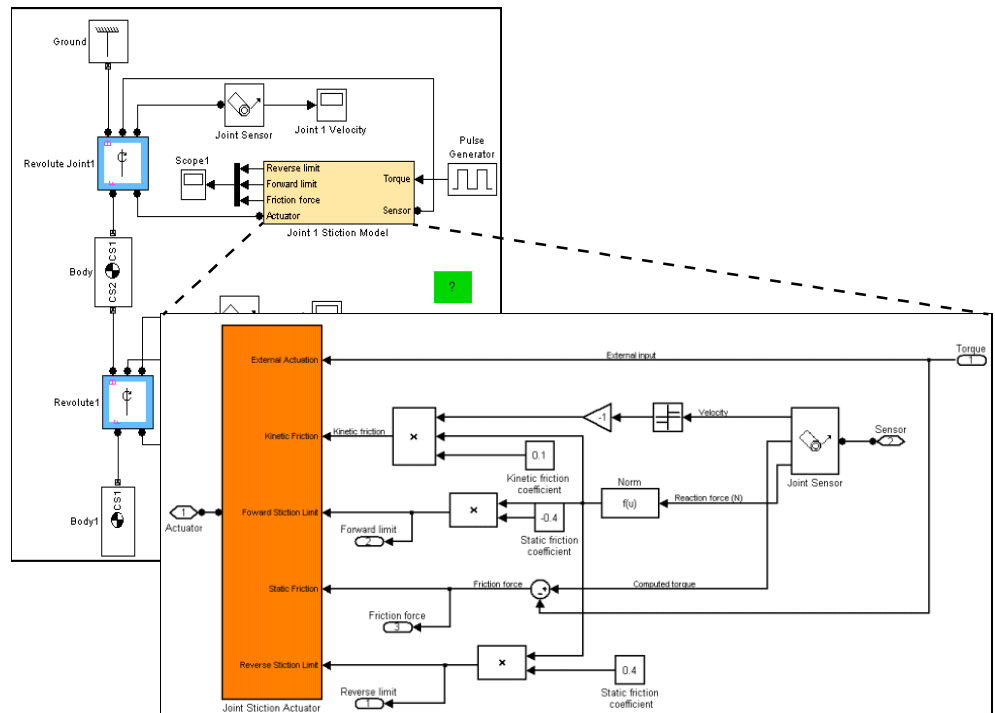 Ground
Joint Sensor
Joint 1 Velocity
Revolute Joint1
Scope1
Reverse limit
Forward limit
Friction force
Actuator
Torque
Sensor
Pulse
Generator
Joint 1 Stiction Model
Body
CS1
CS2
?
Revolute1
Body1
CS1
External Actuation
External input
Torque
1
Kinetic Friction
Kinetic friction
×
-1
Velocity
Sensor
2
Joint Sensor
0.1
Kinetic friction
coefficient
Norm
f(u)
Reaction force (N)
1
Actuator
Foward Stiction Limit
×
-0.4
Static friction
coefficient
Forward limit
2
Static Friction
Friction force
Computed torque
Friction force
3
Reverse Stiction Limit
×
0.4
Static friction
coefficient
Reverse limit
1
Joint Stiction Actuator